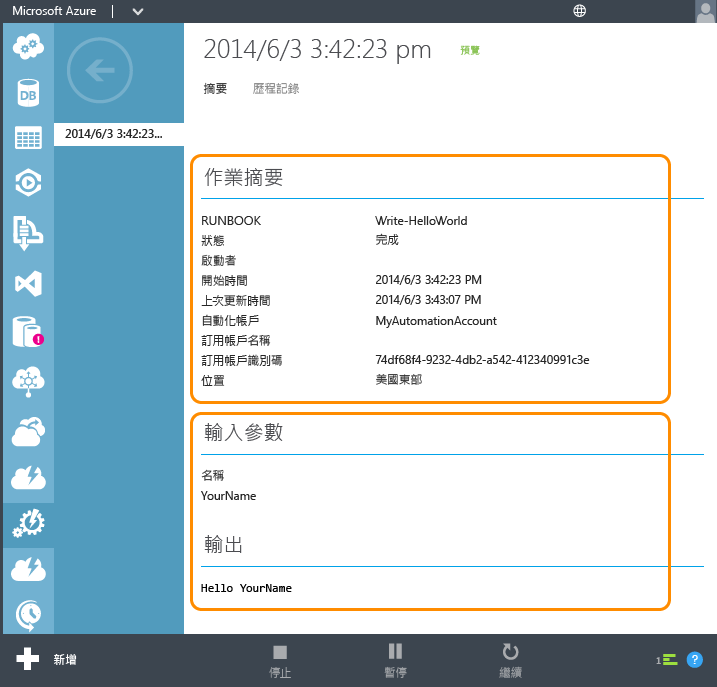 Microsoft Azure
2014/6/3 3:42:23 pm 預覽
摘要 歷程記錄
DB
2014/6/3 3:42:23...
作業摘要
RUNBOOK Write-HelloWorld
狀態 完成
啟動者
開始時間 2014/6/3 3:42:23 PM
上次更新時間 2014/6/3 3:43:07 PM
自動化帳戶 MyAutomationAccount
訂用帳戶名稱
訂用帳戶識別碼 74df68f4-9232-4db2-a542-412340991c3e
位置 美國東部
輸入參數
名稱
YourName
輸出
Hello YourName
新增 停止 暫停 繼續 1 ?